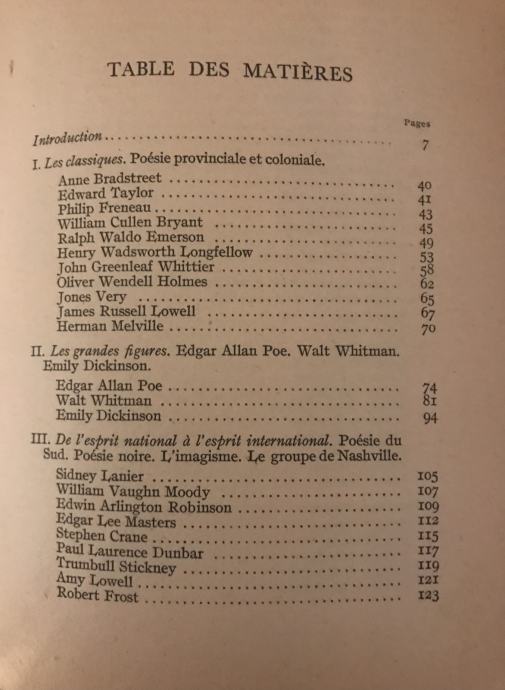 TABLE DES MATIÈRES
Pages
Introduction 7
I. Les classiques. Poésie provinciale et coloniale.
Anne Bradstreet 40
Edward Taylor 41
Philip Freneau 43
William Cullen Bryant 45
Ralph Waldo Emerson 49
Henry Wadsworth Longfellow 53
John Greenleaf Whittier 58
Oliver Wendell Holmes 62
Jones Very 65
James Russell Lowell 67
Herman Melville 70
II. Les grandes figures. Edgar Allan Poe. Walt Whitman.
Emily Dickinson.
Edgar Allan Poe 74
Walt Whitman 81
Emily Dickinson 94
III. De l'esprit national à l'esprit international. Poésie du
Sud. Poésie noire. L'imagisme. Le groupe de Nashville.
Sidney Lanier 105
William Vaughn Moody 107
Edwin Arlington Robinson 109
Edgar Lee Masters 112
Stephen Crane 115
Paul Laurence Dunbar 117
Trumbull Stickney 119
Amy Lowell 121
Robert Frost 123